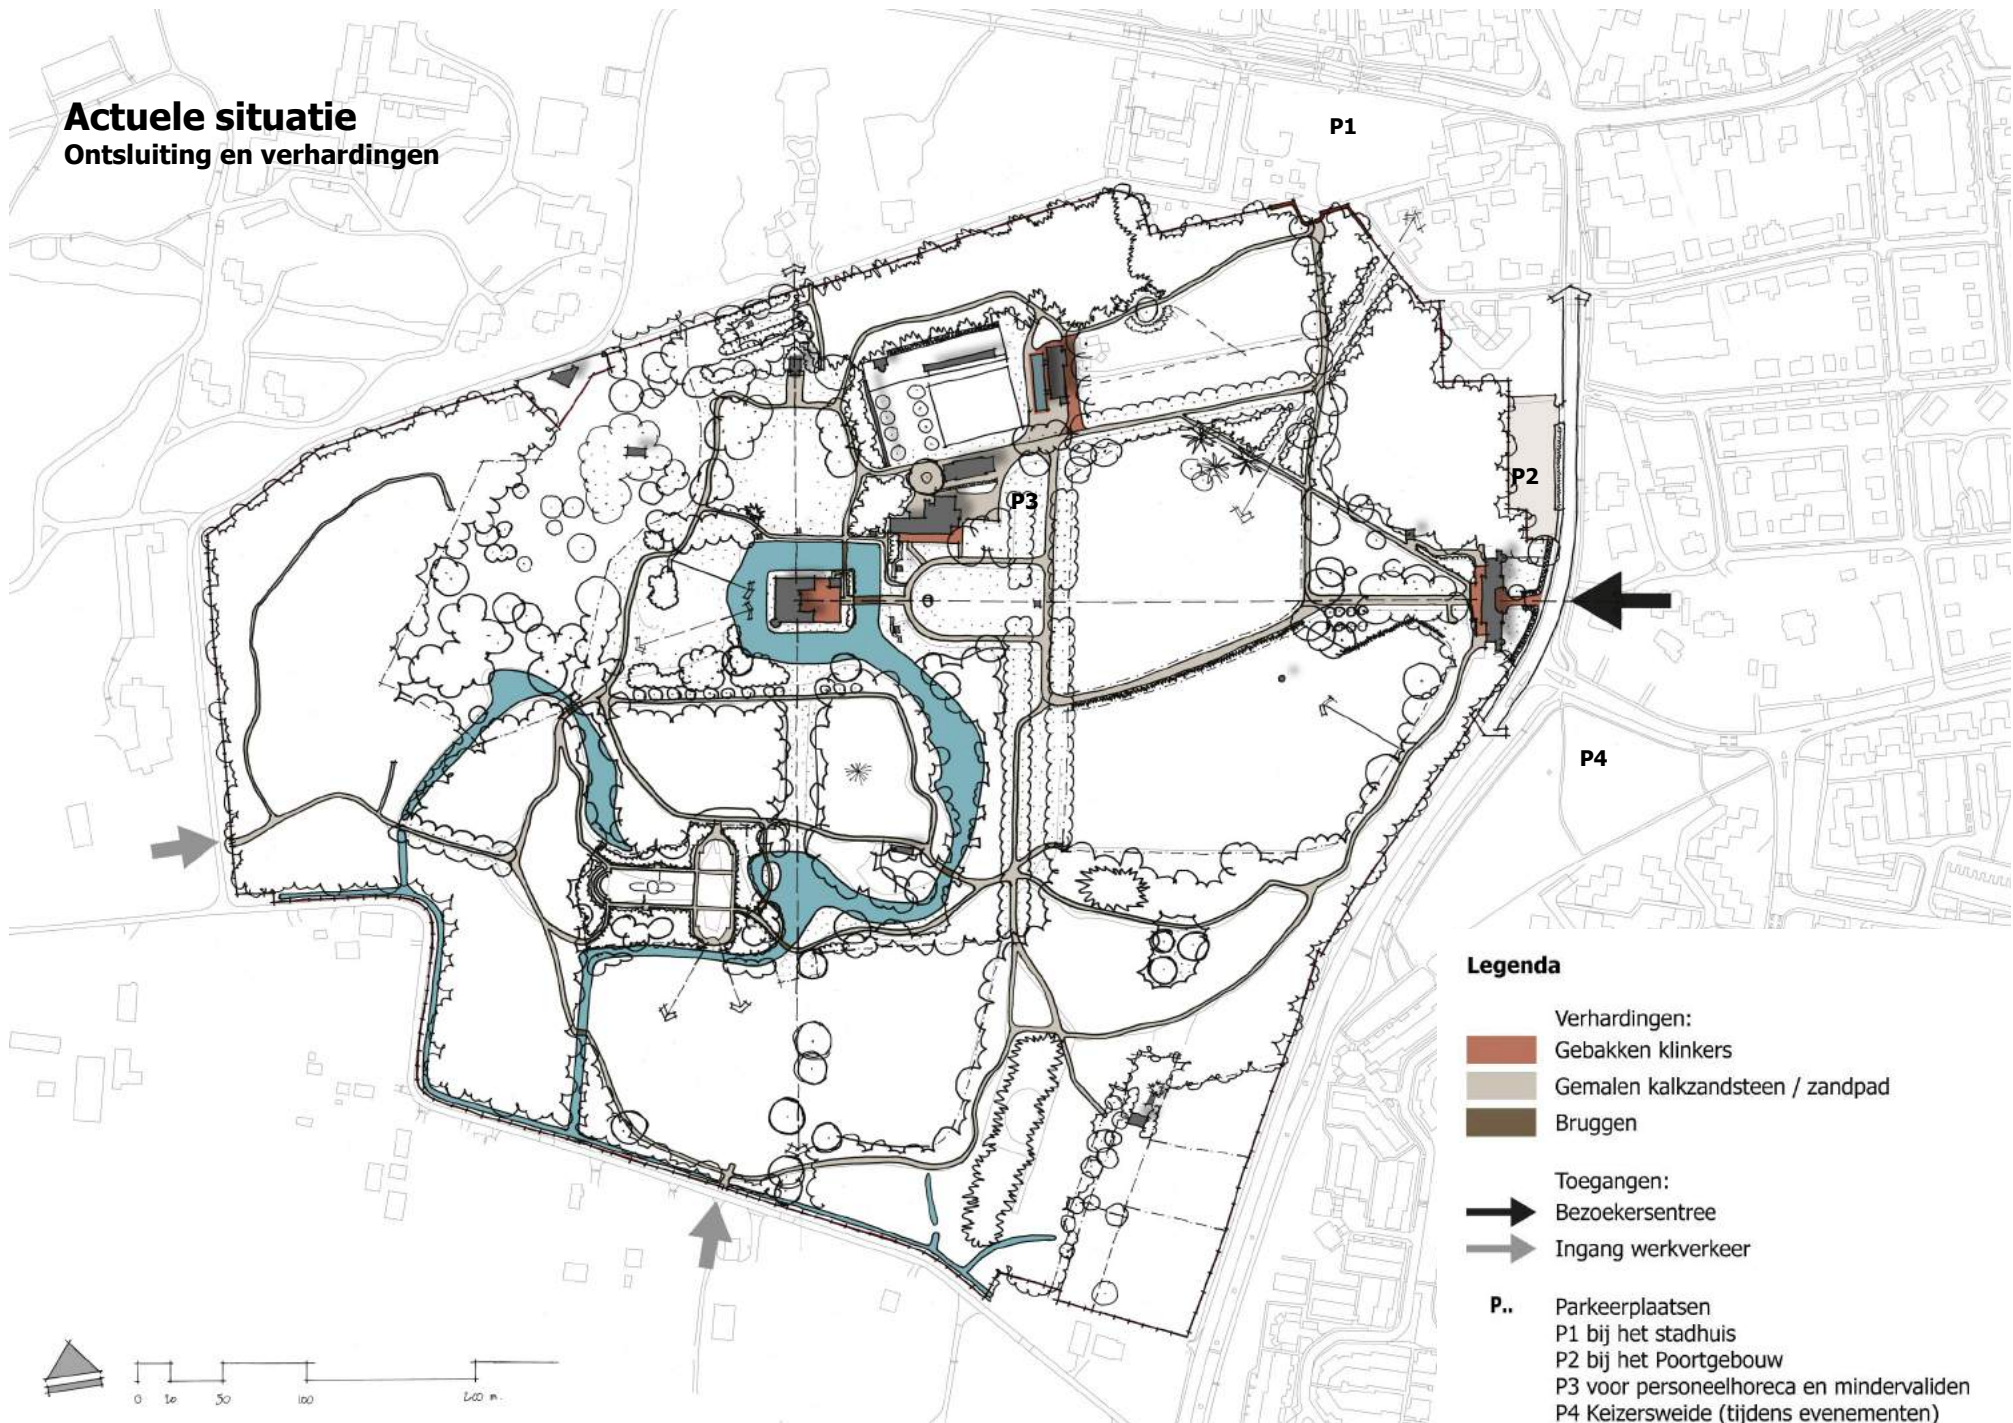 Actuele situatie
Ontsluiting en verhardingen
P1
P2
P3
P4
Legenda
Verhardingen:
Gebakken klinkers
Gemalen kalkzandsteen / zandpad
Bruggen
Toegangen:
Bezoekersentree
Ingang werkverkeer
P.. Parkeerplaatsen
P1 bij het stadhuis
P2 bij het Poortgebouw
P3 voor personeelhoreca en mindervaliden
P4 Keizersweide (tijdens evenementen)
0 20 50 100 200 m.